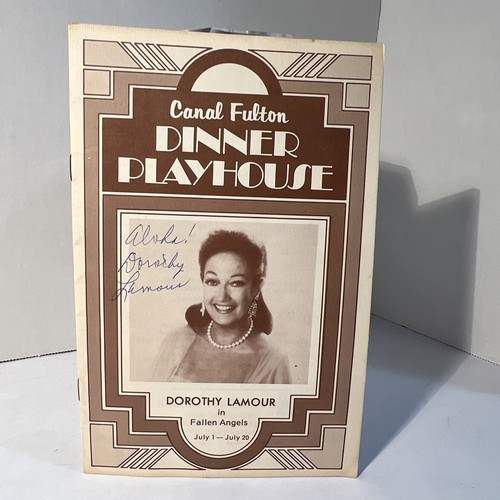 Canal Fulton
DINNER
PLAYHOUSE
Aloha!
Dorothy
Lamour
DOROTHY LAMOUR
in
Fallen Angels
July 1 — July 20